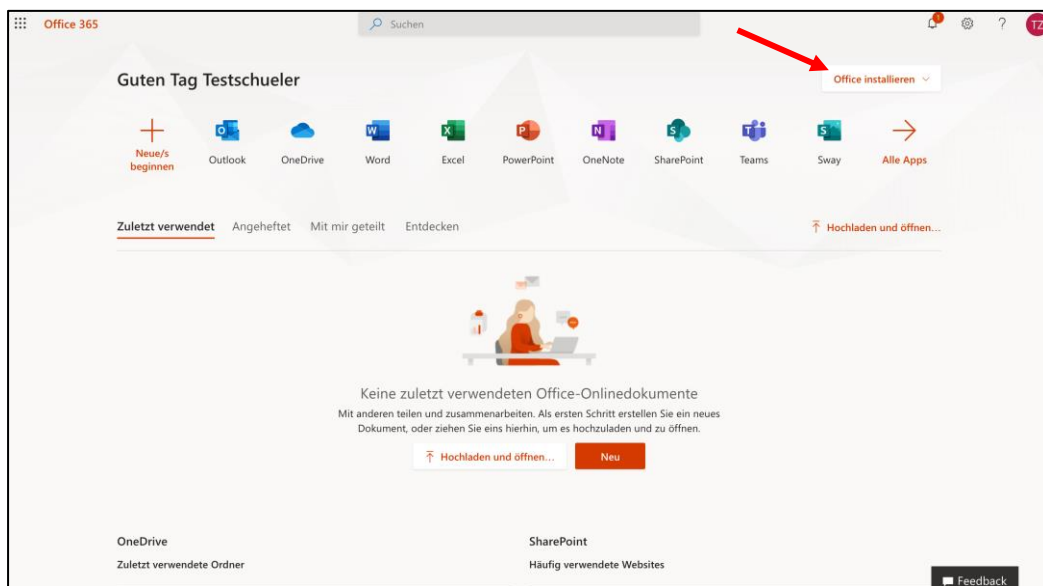 Office 365
Suchen
1
?
TZ
Guten Tag Testschueler
Office installieren
Neue/s
beginnen
Outlook
OneDrive
Word
Excel
PowerPoint
OneNote
SharePoint
Teams
Sway
Alle Apps
Zuletzt verwendet
Angeheftet
Mit mir geteilt
Entdecken
Hochladen und öffnen...
Keine zuletzt verwendeten Office-Onlinedokumente
Mit anderen teilen und zusammenarbeiten. Als ersten Schritt erstellen Sie ein neues
Dokument, oder ziehen Sie eins hierhin, um es hochzuladen und zu öffnen.
Hochladen und öffnen...
Neu
OneDrive
Zuletzt verwendete Ordner
SharePoint
Häufig verwendete Websites
Feedback